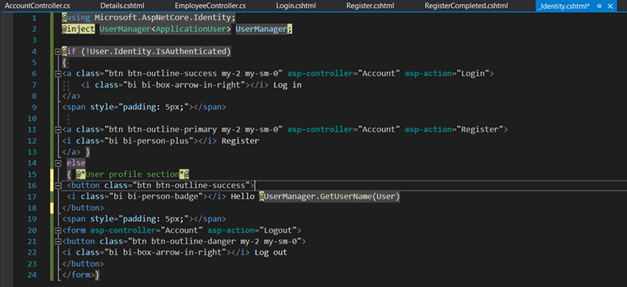 AccountController.cs Details.cshtml EmployeeController.cs Login.cshtml Register.cshtml RegisterCompleted.cshtml _Identity.cshtml*
1 @using Microsoft.AspNetCore.Identity;
2 @inject UserManager<ApplicationUser> UserManager;
3
4 @if (!User.Identity.IsAuthenticated)
5 {
6 <a class="btn btn-outline-success my-2 my-sm-0" asp-controller="Account" asp-action="Login">
7 <i class="bi bi-box-arrow-in-right"></i> Log in
8 </a>
9 <span style="padding: 5px;"></span>
10
11 <a class="btn btn-outline-primary my-2 my-sm-0" asp-controller="Account" asp-action="Register">
12 <i class="bi bi-person-plus"></i> Register
13 </a> }
14 else
15 { @*User profile section*@
16 <button class="btn btn-outline-success">
17 <i class="bi bi-person-badge"></i> Hello @UserManager.GetUserName(User)
18 </button>
19 <span style="padding: 5px;"></span>
20 <form asp-controller="Account" asp-action="Logout">
21 <button class="btn btn-outline-danger my-2 my-sm-0">
22 <i class="bi bi-box-arrow-in-right"></i> Log out
23 </button>
24 </form>}